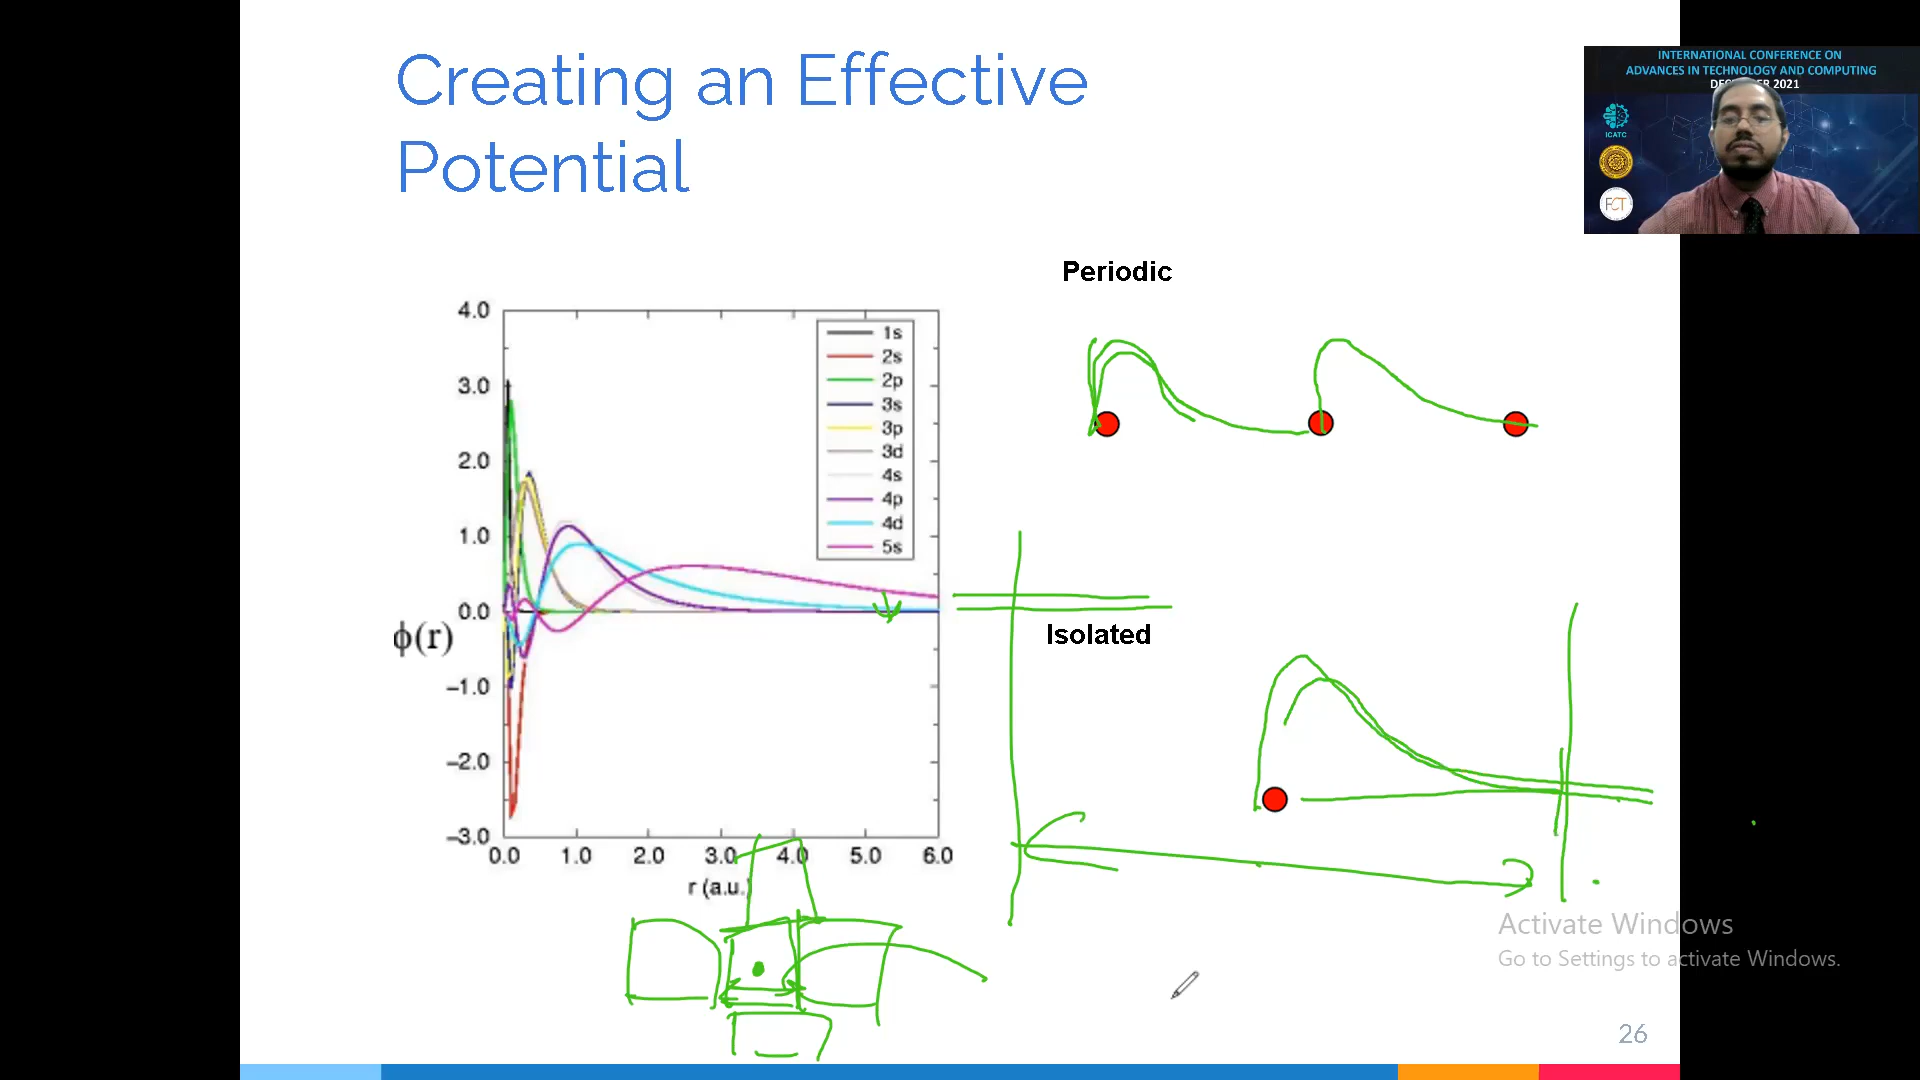 Creating an Effective
Potential
INTERNATIONAL CONFERENCE ON
ADVANCES IN TECHNOLOGY AND COMPUTING
2021
ICATC
FCT
Periodic
4.0
3.0
2.0
1.0
0.0
−1.0
−2.0
−3.0
ϕ(r)
1s
2s
2p
3s
3p
3d
4s
4p
4d
5s
0.0 1.0 2.0 3.0 4.0 5.0 6.0
r (a.u.)
Isolated
Activate Windows
Go to Settings to activate Windows.
26